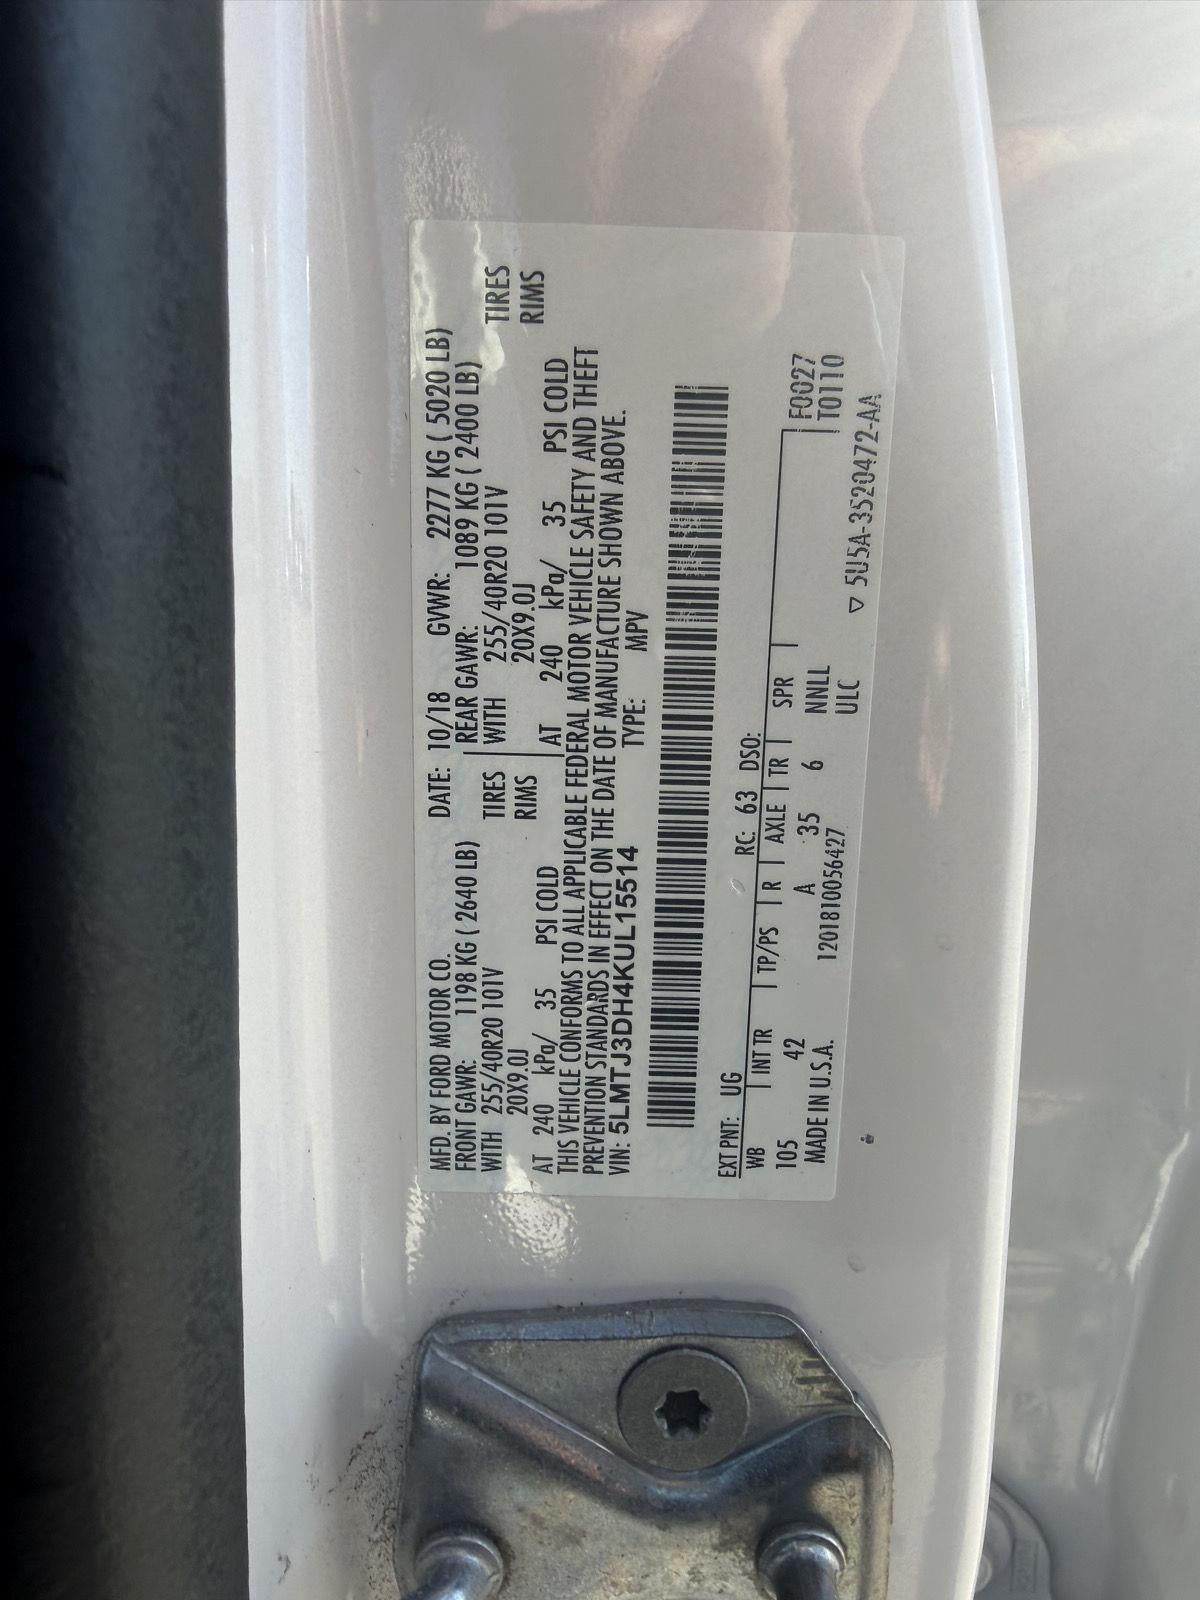 MFD. BY FORD MOTOR CO. DATE: 10/18 GVWR: 2277 KG ( 5020 LB)
FRONT GAWR: 1198 KG ( 2640 LB) REAR GAWR: 1089 KG ( 2400 LB)
WITH 255/40R20 101V TIRES WITH 255/40R20 101V TIRES
20X9.0J RIMS 20X9.0J RIMS
AT 240 kPa/ 35 PSI COLD AT 240 kPa/ 35 PSI COLD
THIS VEHICLE CONFORMS TO ALL APPLICABLE FEDERAL MOTOR VEHICLE SAFETY AND THEFT
PREVENTION STANDARDS IN EFFECT ON THE DATE OF MANUFACTURE SHOWN ABOVE.
VIN: 5LMTJ3DH4KUL15514 TYPE: MPV
EXT PNT: UG RC: 63 DSO:
WB INT TR TP/PS R AXLE TR SPR F0027
105 42 A 35 6 NNLL T0110
MADE IN U.S.A. 1201810056427 ULC
▽ 5U5A-3520472-AA